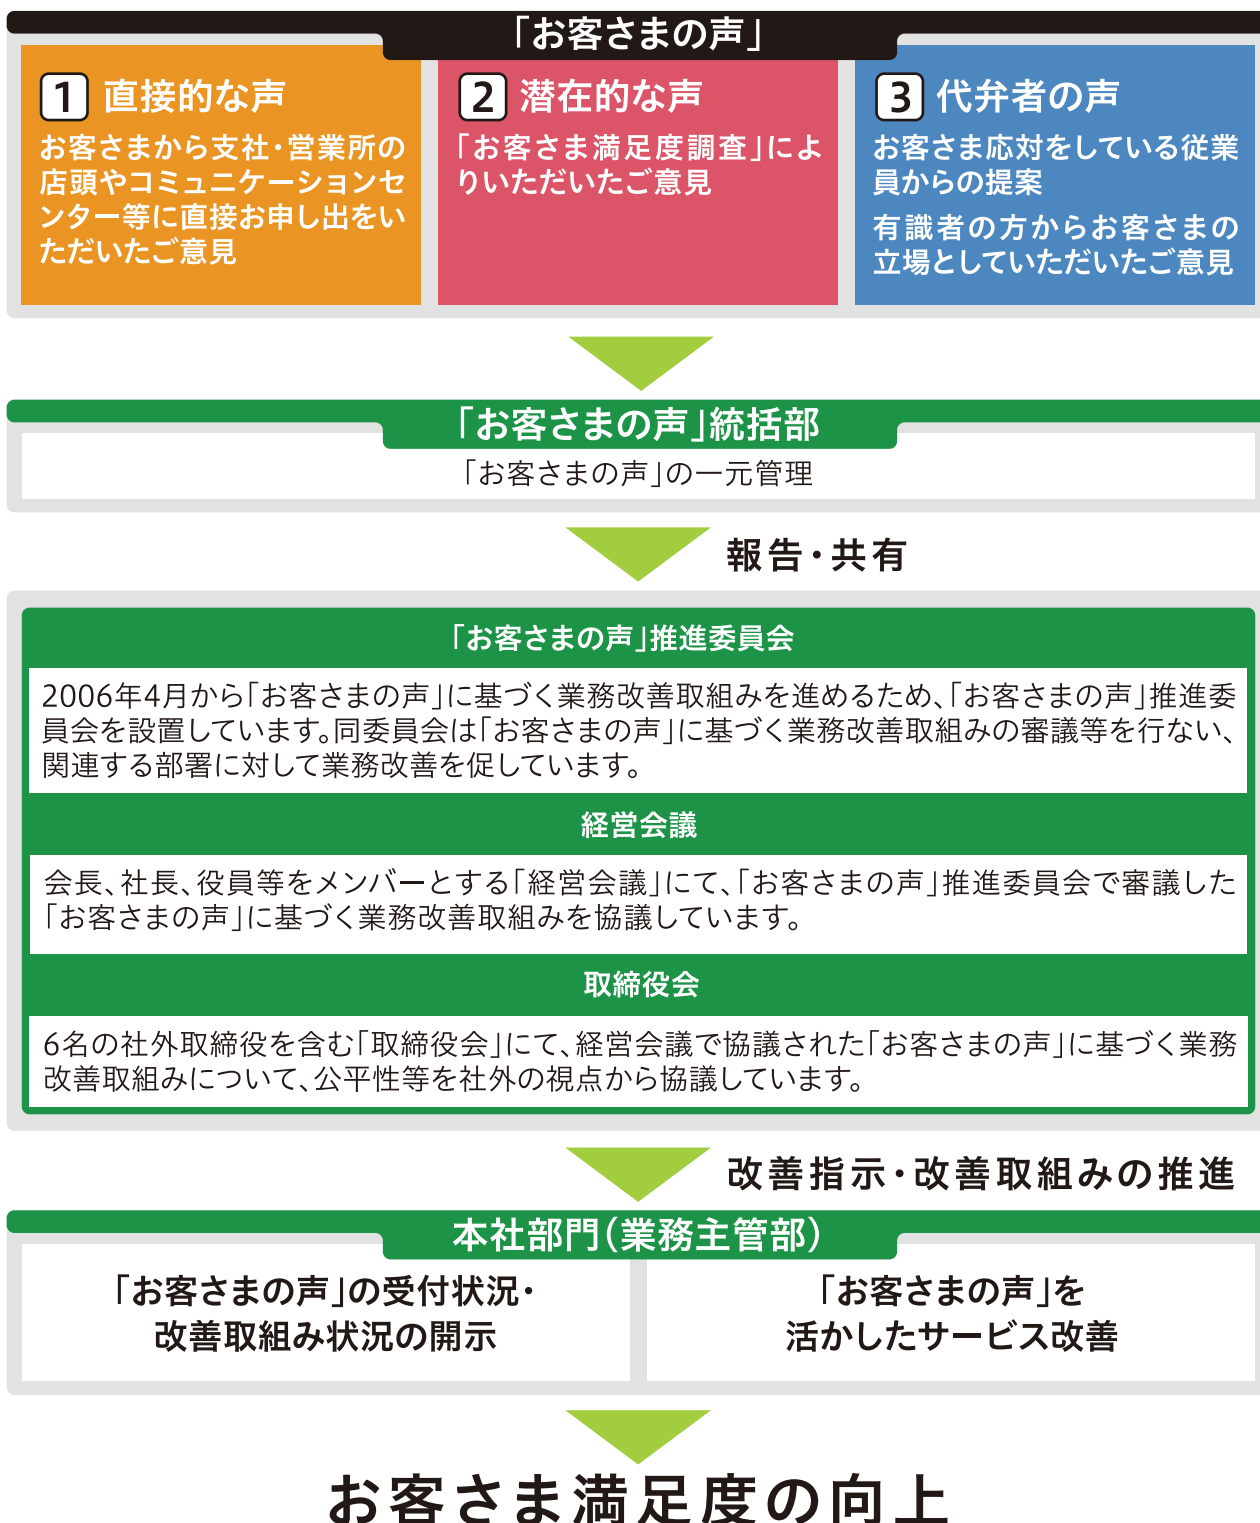 「お客さまの声」
1 直接的な声
お客さまから支社・営業所の
店頭やコミュニケーションセ
ンター等に直接お申し出をい
ただいたご意見
2 潜在的な声
「お客さま満足度調査」によ
りいただいたご意見
3 代弁者の声
お客さま応対をしている従業
員からの提案
有識者の方からお客さまの
立場としていただいたご意見
「お客さまの声」統括部
「お客さまの声」の一元管理
報告・共有
「お客さまの声」推進委員会
2006年4月から「お客さまの声」に基づく業務改善取組みを進めるため、「お客さまの声」推進委
員会を設置しています。同委員会は「お客さまの声」に基づく業務改善取組みの審議等を行ない、
関連する部署に対して業務改善を促しています。
経営会議
会長、社長、役員等をメンバーとする「経営会議」にて、「お客さまの声」推進委員会で審議した
「お客さまの声」に基づく業務改善取組みを協議しています。
取締役会
6名の社外取締役を含む「取締役会」にて、経営会議で協議された「お客さまの声」に基づく業務
改善取組みについて、公平性等を社外の視点から協議しています。
改善指示・改善取組みの推進
本社部門（業務主管部）
「お客さまの声」の受付状況・
改善取組み状況の開示
「お客さまの声」を
活かしたサービス改善
お客さま満足度の向上